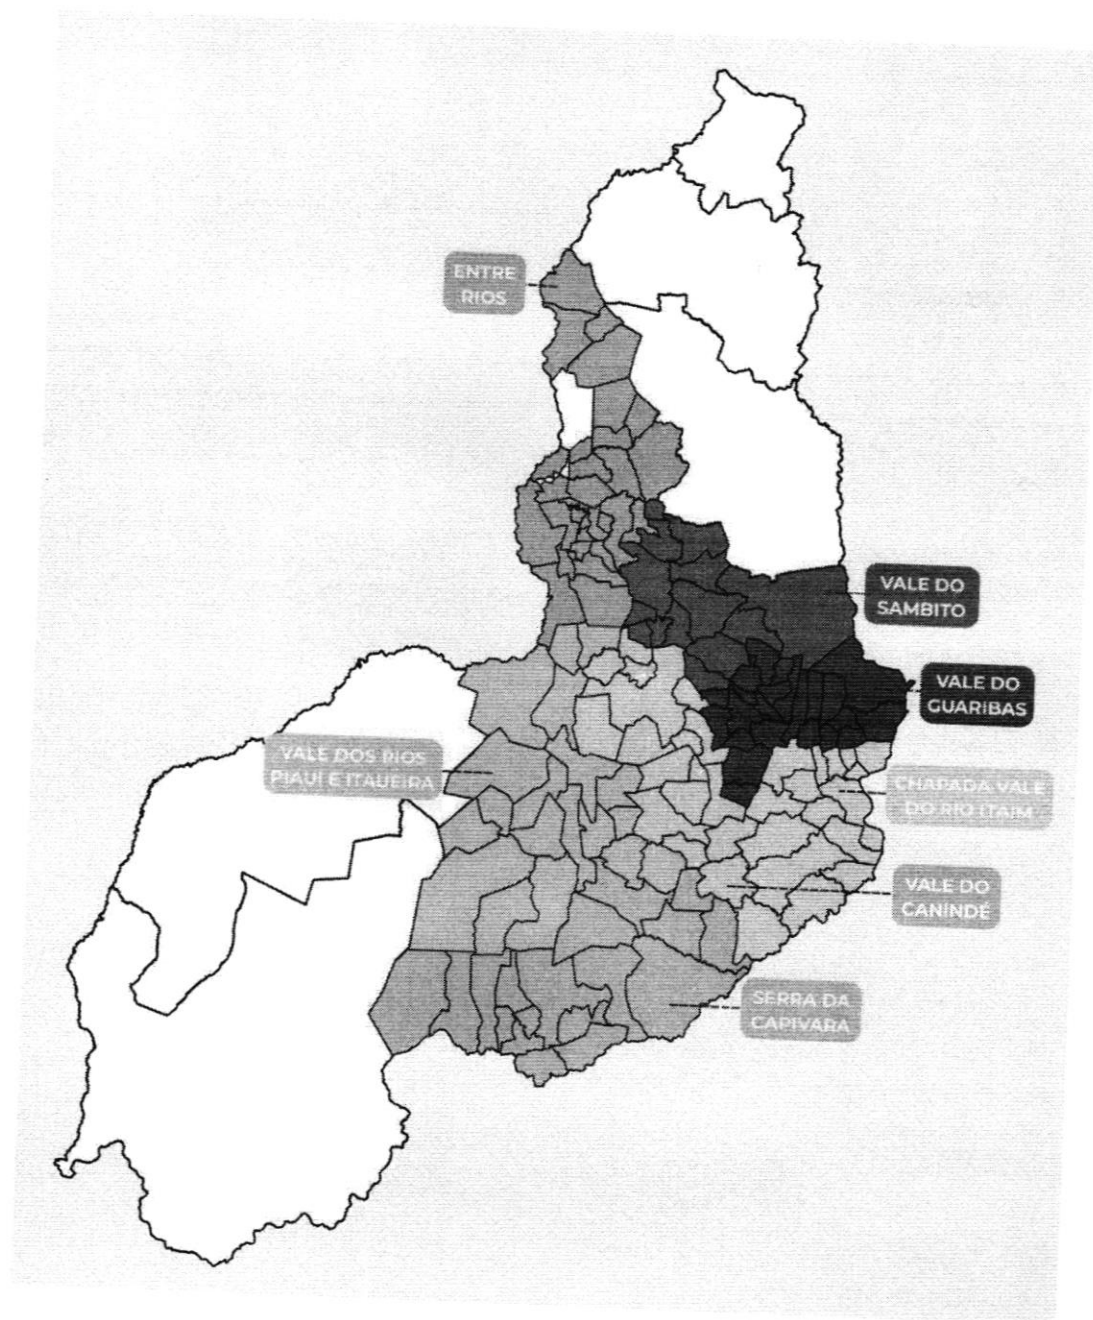 ENTRE
RIOS
VALE DO
SAMBITO
VALE DO
GUARIBAS
VALE DOS RIOS
PIAUÍ E ITAUEIRA
CHAPADA VALE
DO RIO ITAIM
VALE DO
CANINDÉ
SERRA DA
CAPIVARA